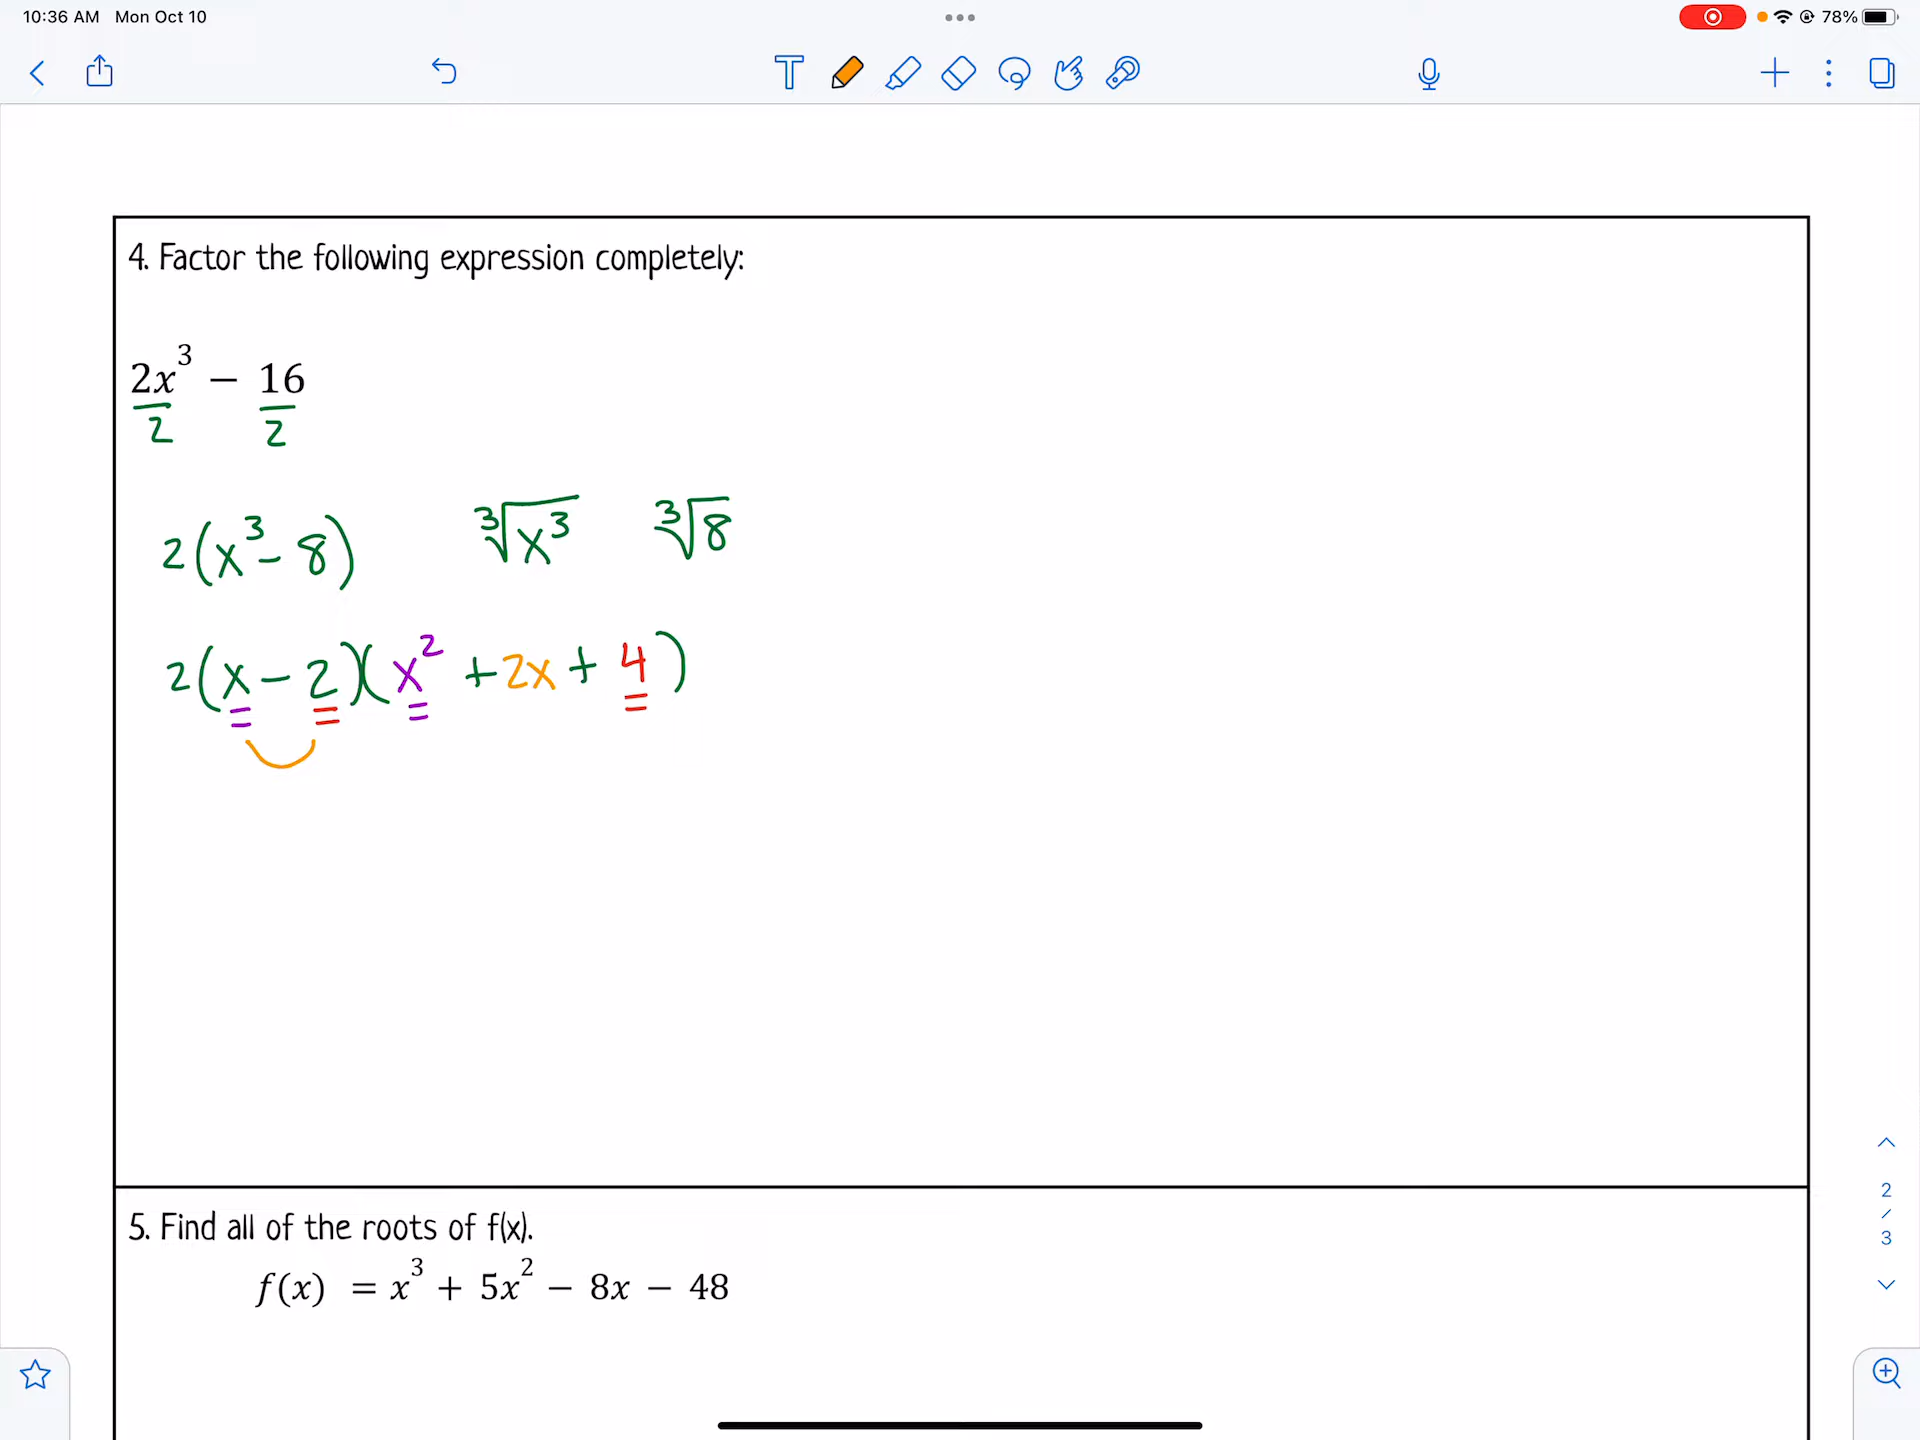 10:36 AM Mon Oct 10
78%
T
4. Factor the following expression completely:
2x³ − 16
2 2
2(x³ - 8) ∛x³ ∛8
2(x - 2)(x² + 2x + 4)
5. Find all of the roots of f(x).
f(x) = x³ + 5x² − 8x − 48
2
/
3